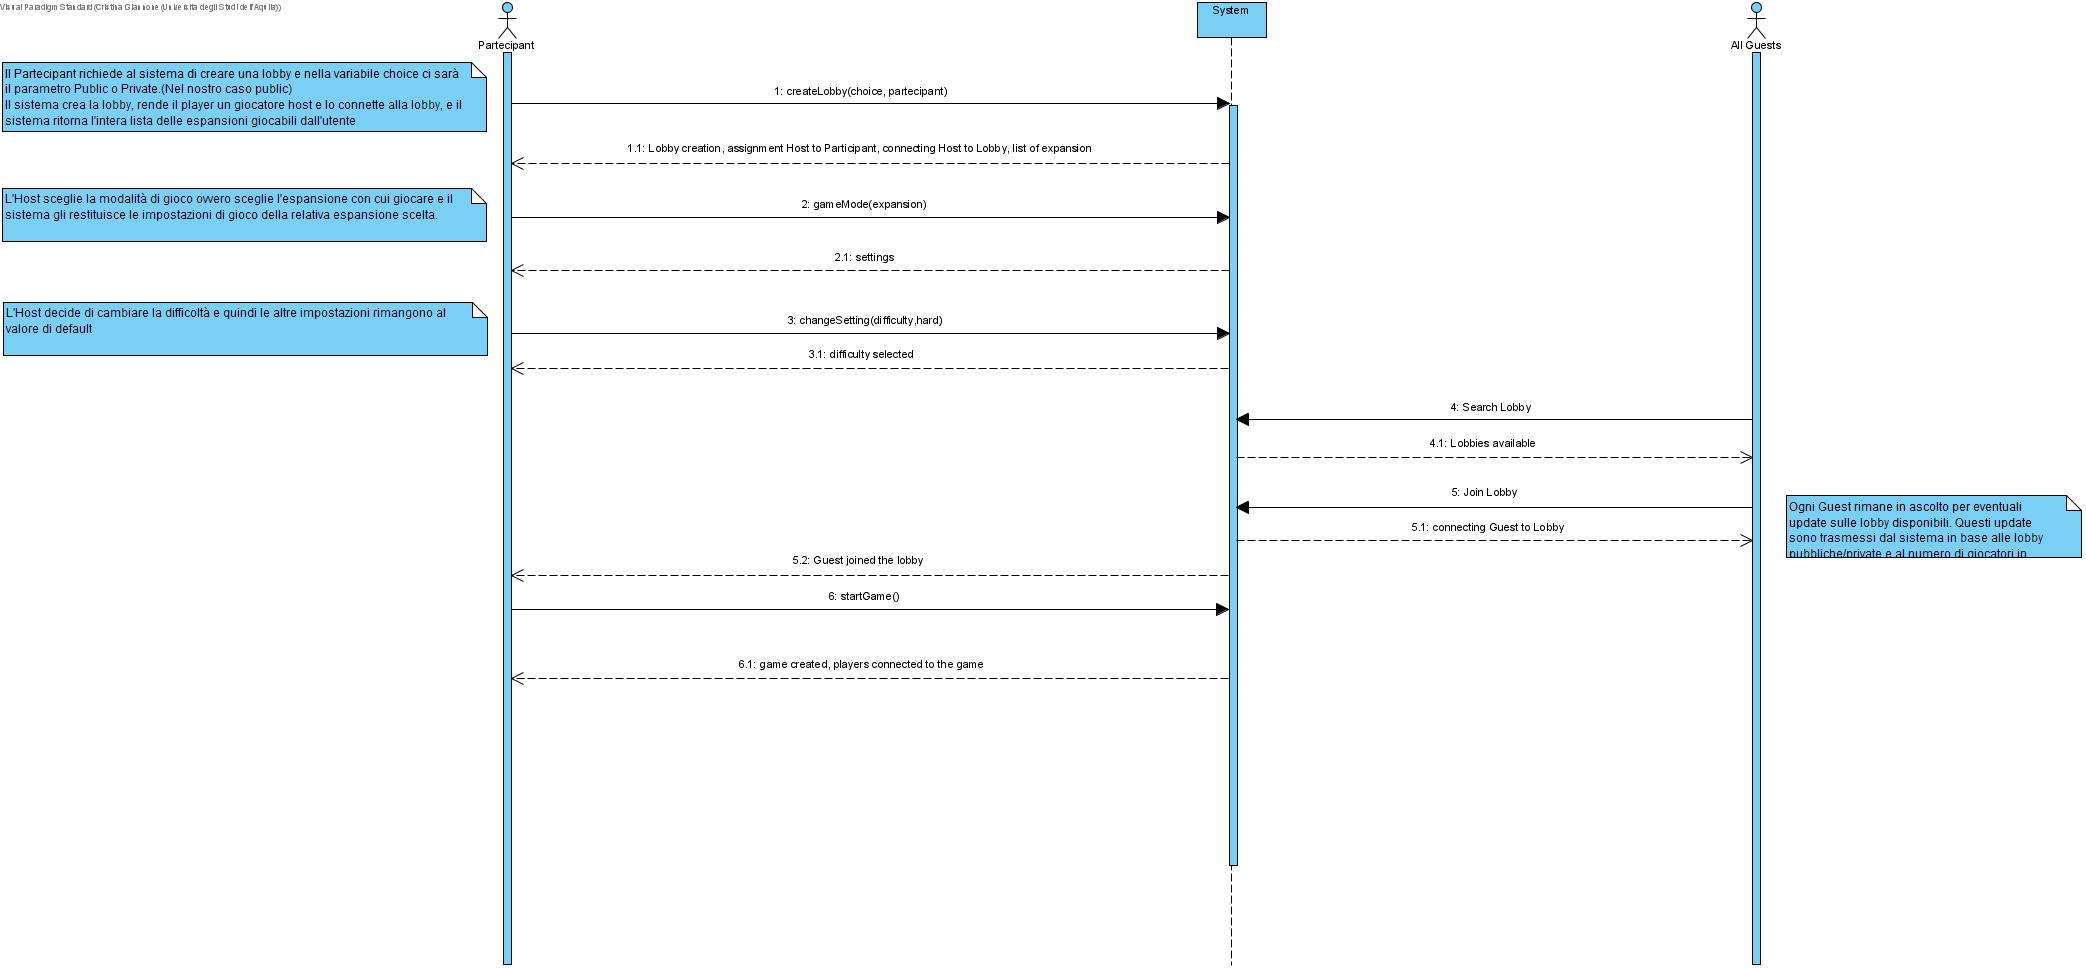 Visual Paradigm Standard (Cristina Giannone (Universita degli Studi dell'Aquila))
Partecipant
System
All Guests
Il Partecipant richiede al sistema di creare una lobby e nella variabile choice ci sarà
il parametro Public o Private.(Nel nostro caso public)
Il sistema crea la lobby, rende il player un giocatore host e lo connette alla lobby, e il
sistema ritorna l'intera lista delle espansioni giocabili dall'utente
1: createLobby(choice, partecipant)
1.1: Lobby creation, assignment Host to Participant, connecting Host to Lobby, list of expansion
L'Host sceglie la modalità di gioco ovvero sceglie l'espansione con cui giocare e il
sistema gli restituisce le impostazioni di gioco della relativa espansione scelta.
2: gameMode(expansion)
2.1: settings
L'Host decide di cambiare la difficoltà e quindi le altre impostazioni rimangono al
valore di default
3: changeSetting(difficulty,hard)
3.1: difficulty selected
4: Search Lobby
4.1: Lobbies available
5: Join Lobby
5.1: connecting Guest to Lobby
Ogni Guest rimane in ascolto per eventuali
update sulle lobby disponibili. Questi update
sono trasmessi dal sistema in base alle lobby
pubbliche/private e al numero di giocatori in
5.2: Guest joined the lobby
6: startGame()
6.1: game created, players connected to the game